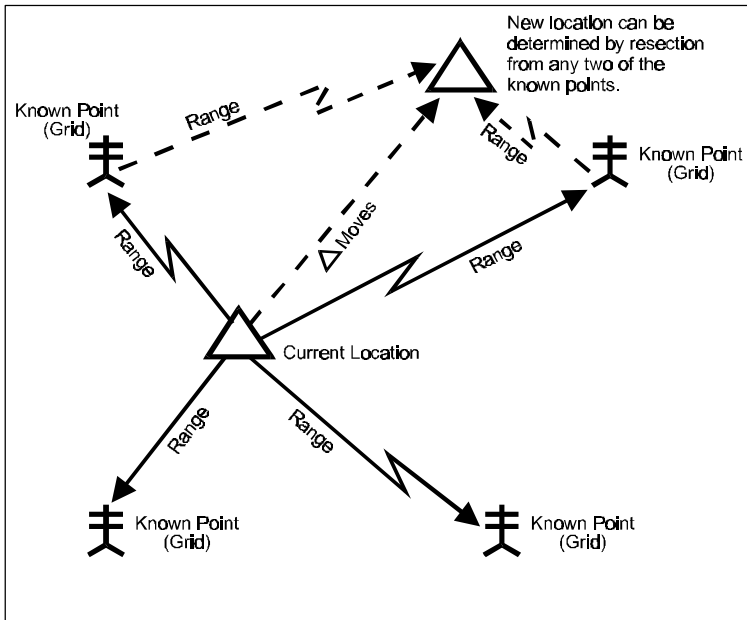 New location can be
determined by resection
from any two of the
known points.
Range
Known Point
(Grid)
Range
Known Point
(Grid)
Range
△ Moves
Range
Current Location
Range
Range
Known Point
(Grid)
Known Point
(Grid)